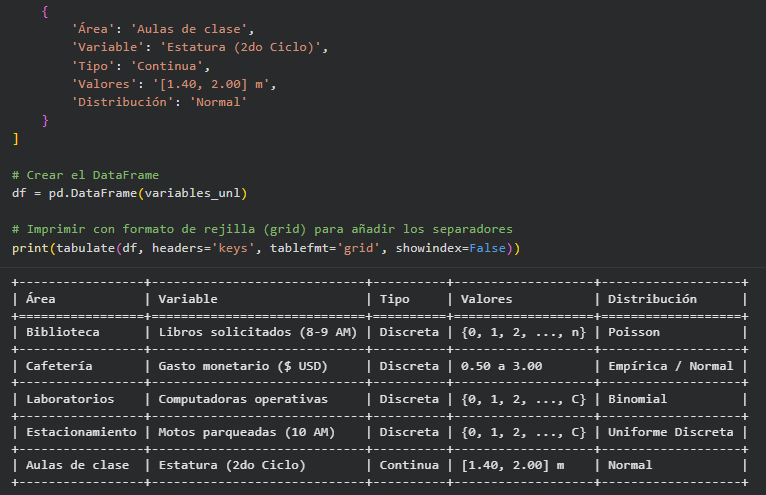 {
        'Área': 'Aulas de clase',
        'Variable': 'Estatura (2do Ciclo)',
        'Tipo': 'Continua',
        'Valores': '[1.40, 2.00] m',
        'Distribución': 'Normal'
    }
]

# Crear el DataFrame
df = pd.DataFrame(variables_unl)

# Imprimir con formato de rejilla (grid) para añadir los separadores
print(tabulate(df, headers='keys', tablefmt='grid', showindex=False))

+----------------+----------------------------+----------+------------------+-------------------+
| Área           | Variable                   | Tipo     | Valores          | Distribución      |
+================+============================+==========+==================+===================+
| Biblioteca     | Libros solicitados (8-9 AM) | Discreta | {0, 1, 2, ..., n} | Poisson           |
+----------------+----------------------------+----------+------------------+-------------------+
| Cafetería      | Gasto monetario ($ USD)    | Discreta | 0.50 a 3.00      | Empírica / Normal |
+----------------+----------------------------+----------+------------------+-------------------+
| Laboratorios   | Computadoras operativas    | Discreta | {0, 1, 2, ..., C} | Binomial          |
+----------------+----------------------------+----------+------------------+-------------------+
| Estacionamiento | Motos parqueadas (10 AM)   | Discreta | {0, 1, 2, ..., C} | Uniforme Discreta |
+----------------+----------------------------+----------+------------------+-------------------+
| Aulas de clase | Estatura (2do Ciclo)       | Continua | [1.40, 2.00] m   | Normal            |
+----------------+----------------------------+----------+------------------+-------------------+